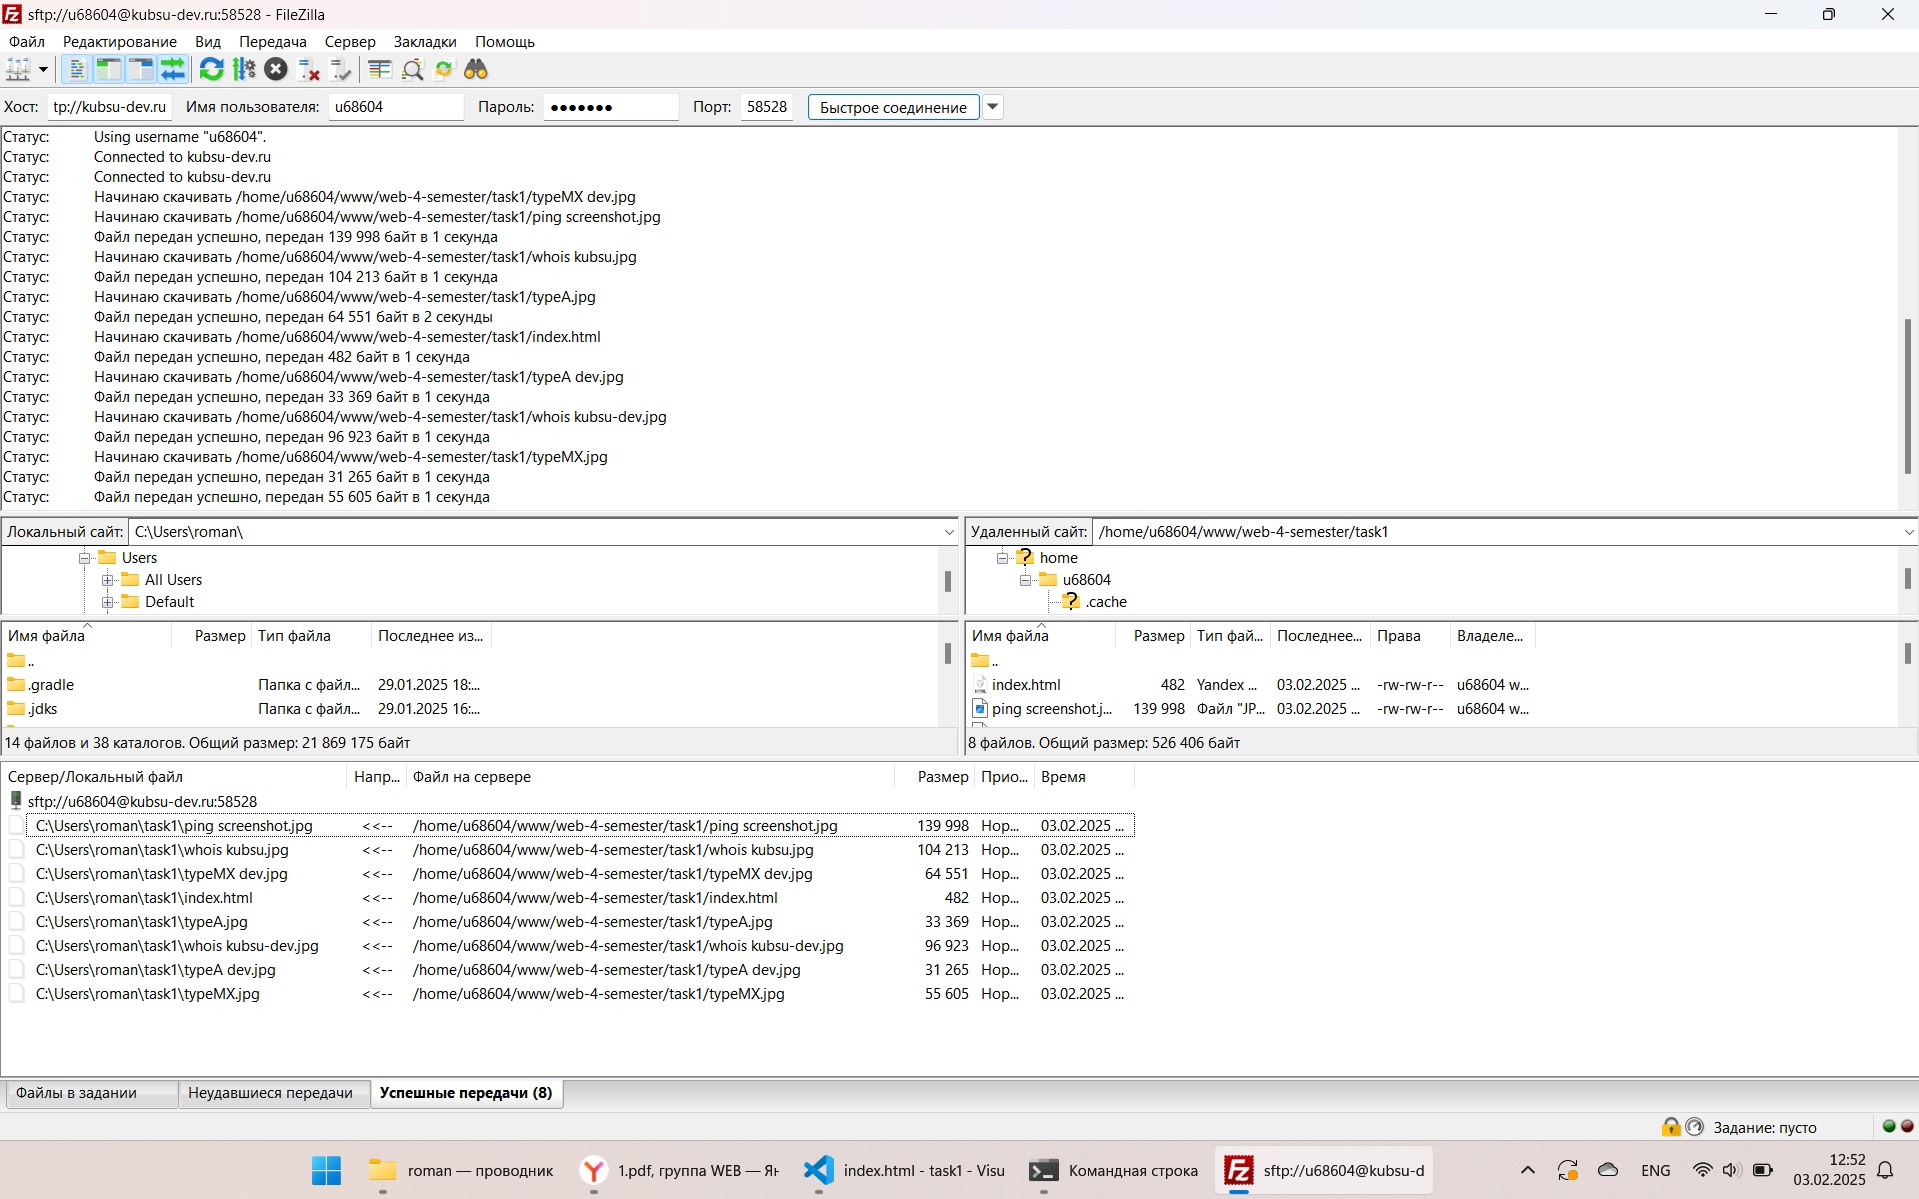 sftp://u68604@kubsu-dev.ru:58528 - FileZilla
Файл Редактирование Вид Передача Сервер Закладки Помощь
Хост: tp://kubsu-dev.ru Имя пользователя: u68604 Пароль: ●●●●●●● Порт: 58528 Быстрое соединение
Статус: Using username "u68604".
Статус: Connected to kubsu-dev.ru
Статус: Connected to kubsu-dev.ru
Статус: Начинаю скачивать /home/u68604/www/web-4-semester/task1/typeMX dev.jpg
Статус: Начинаю скачивать /home/u68604/www/web-4-semester/task1/ping screenshot.jpg
Статус: Файл передан успешно, передан 139 998 байт в 1 секунда
Статус: Начинаю скачивать /home/u68604/www/web-4-semester/task1/whois kubsu.jpg
Статус: Файл передан успешно, передан 104 213 байт в 1 секунда
Статус: Начинаю скачивать /home/u68604/www/web-4-semester/task1/typeA.jpg
Статус: Файл передан успешно, передан 64 551 байт в 2 секунды
Статус: Начинаю скачивать /home/u68604/www/web-4-semester/task1/index.html
Статус: Файл передан успешно, передан 482 байт в 1 секунда
Статус: Начинаю скачивать /home/u68604/www/web-4-semester/task1/typeA dev.jpg
Статус: Файл передан успешно, передан 33 369 байт в 1 секунда
Статус: Начинаю скачивать /home/u68604/www/web-4-semester/task1/whois kubsu-dev.jpg
Статус: Файл передан успешно, передан 96 923 байт в 1 секунда
Статус: Начинаю скачивать /home/u68604/www/web-4-semester/task1/typeMX.jpg
Статус: Файл передан успешно, передан 31 265 байт в 1 секунда
Статус: Файл передан успешно, передан 55 605 байт в 1 секунда
Локальный сайт: C:\Users\roman\
Users
All Users
Default
Имя файла Размер Тип файла Последнее из...
..
.gradle Папка с файл... 29.01.2025 18:...
.jdks Папка с файл... 29.01.2025 16:...
14 файлов и 38 каталогов. Общий размер: 21 869 175 байт
Удаленный сайт: /home/u68604/www/web-4-semester/task1
home
u68604
.cache
Имя файла Размер Тип фай... Последнее... Права Владеле...
..
index.html 482 Yandex ... 03.02.2025 ... -rw-rw-r-- u68604 w...
ping screenshot.j... 139 998 Файл "JP... 03.02.2025 ... -rw-rw-r-- u68604 w...
8 файлов. Общий размер: 526 406 байт
Сервер/Локальный файл Напр... Файл на сервере Размер Прио... Время
sftp://u68604@kubsu-dev.ru:58528
C:\Users\roman\task1\ping screenshot.jpg <<-- /home/u68604/www/web-4-semester/task1/ping screenshot.jpg 139 998 Нор... 03.02.2025 ...
C:\Users\roman\task1\whois kubsu.jpg <<-- /home/u68604/www/web-4-semester/task1/whois kubsu.jpg 104 213 Нор... 03.02.2025 ...
C:\Users\roman\task1\typeMX dev.jpg <<-- /home/u68604/www/web-4-semester/task1/typeMX dev.jpg 64 551 Нор... 03.02.2025 ...
C:\Users\roman\task1\index.html <<-- /home/u68604/www/web-4-semester/task1/index.html 482 Нор... 03.02.2025 ...
C:\Users\roman\task1\typeA.jpg <<-- /home/u68604/www/web-4-semester/task1/typeA.jpg 33 369 Нор... 03.02.2025 ...
C:\Users\roman\task1\whois kubsu-dev.jpg <<-- /home/u68604/www/web-4-semester/task1/whois kubsu-dev.jpg 96 923 Нор... 03.02.2025 ...
C:\Users\roman\task1\typeA dev.jpg <<-- /home/u68604/www/web-4-semester/task1/typeA dev.jpg 31 265 Нор... 03.02.2025 ...
C:\Users\roman\task1\typeMX.jpg <<-- /home/u68604/www/web-4-semester/task1/typeMX.jpg 55 605 Нор... 03.02.2025 ...
Файлы в задании Неудавшиеся передачи Успешные передачи (8)
Задание: пусто
roman — проводник 1.pdf, группа WEB — Ян index.html - task1 - Visu Командная строка sftp://u68604@kubsu-d ENG 12:52
03.02.2025